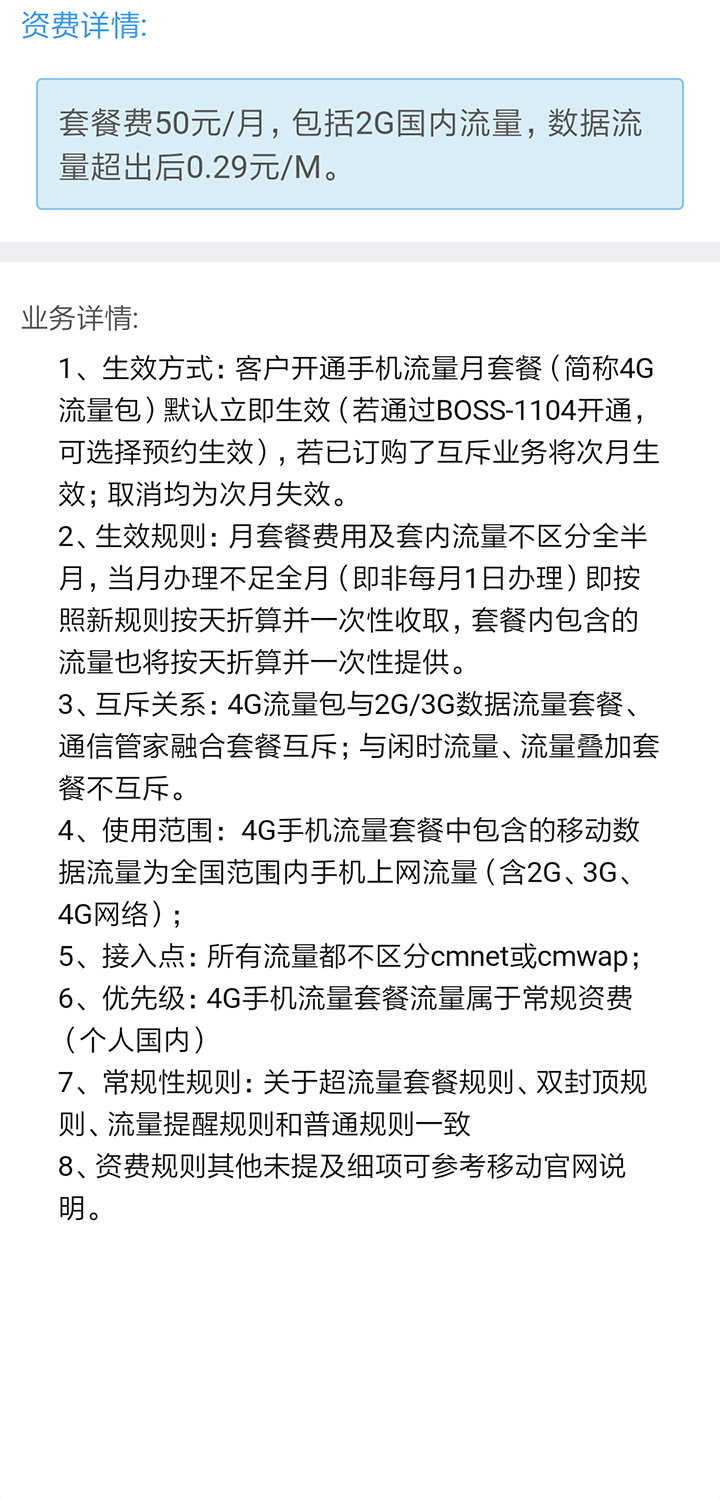 资费详情:
套餐费50元/月，包括2G国内流量，数据流
量超出后0.29元/M。
业务详情:
1、生效方式：客户开通手机流量月套餐（简称4G
流量包）默认立即生效（若通过BOSS-1104开通，
可选择预约生效），若已订购了互斥业务将次月生
效；取消均为次月失效。
2、生效规则：月套餐费用及套内流量不区分全半
月，当月办理不足全月（即非每月1日办理）即按
照新规则按天折算并一次性收取，套餐内包含的
流量也将按天折算并一次性提供。
3、互斥关系：4G流量包与2G/3G数据流量套餐、
通信管家融合套餐互斥；与闲时流量、流量叠加套
餐不互斥。
4、使用范围：4G手机流量套餐中包含的移动数
据流量为全国范围内手机上网流量（含2G、3G、
4G网络）；
5、接入点：所有流量都不区分cmnet或cmwap；
6、优先级：4G手机流量套餐流量属于常规资费
（个人国内）
7、常规性规则：关于超流量套餐规则、双封顶规
则、流量提醒规则和普通规则一致
8、资费规则其他未提及细项可参考移动官网说
明。